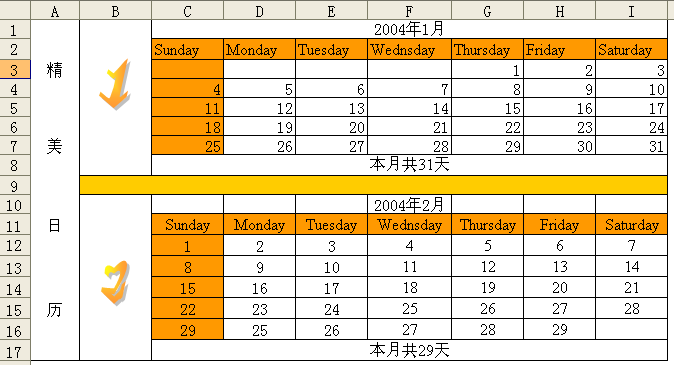 A B C D E F G H I
1 2004年1月
2 Sunday Monday Tuesday Wednsday Thursday Friday Saturday
3 精 1 1 2 3
4 4 5 6 7 8 9 10
5 11 12 13 14 15 16 17
6 18 19 20 21 22 23 24
7 美 25 26 27 28 29 30 31
8 本月共31天
9
10 2004年2月
11 日 Sunday Monday Tuesday Wednsday Thursday Friday Saturday
12 1 2 3 4 5 6 7
13 2 8 9 10 11 12 13 14
14 15 16 17 18 19 20 21
15 历 22 23 24 25 26 27 28
16 29 25 26 27 28 29
17 本月共29天